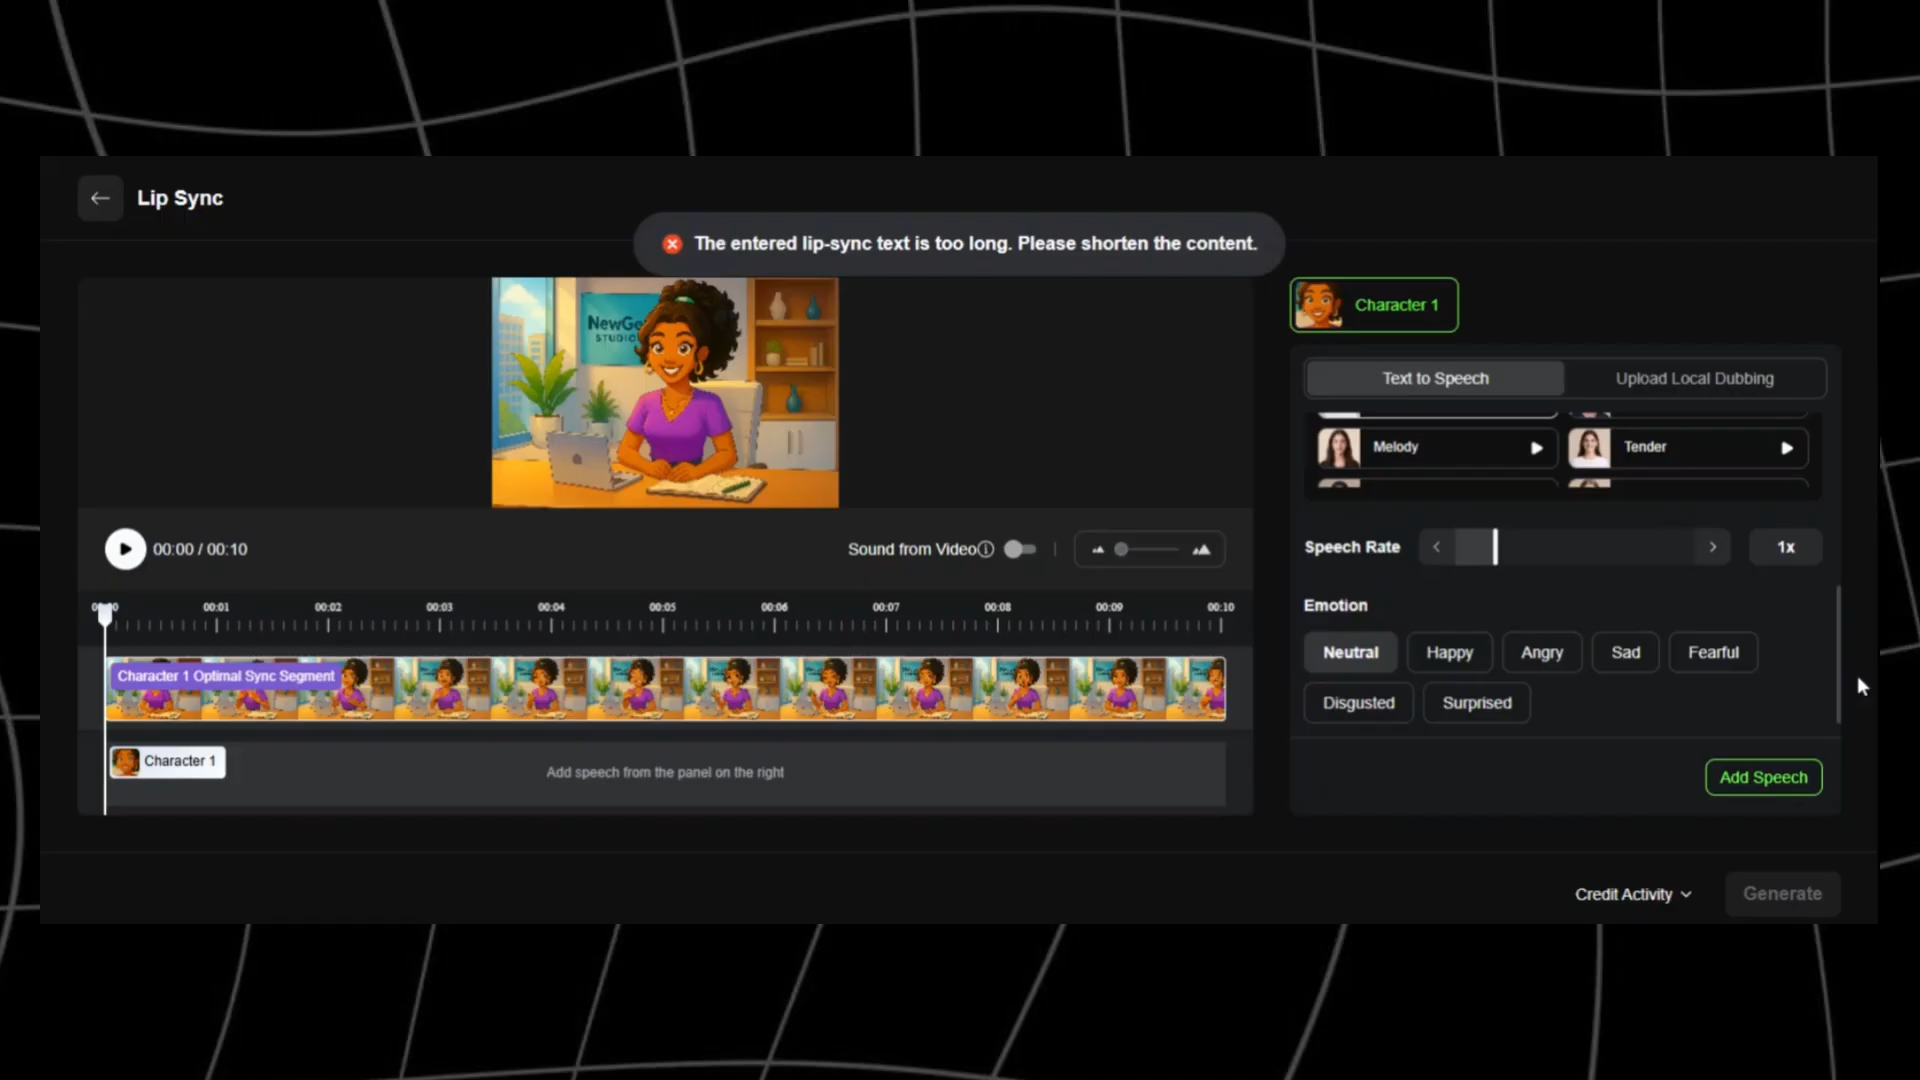 Lip Sync
The entered lip-sync text is too long. Please shorten the content.
NewGe
STUDIO
Character 1
Text to Speech
Upload Local Dubbing
Melody
Tender
00:00 / 00:10
Sound from Video
Speech Rate
1x
00:01 00:02 00:03 00:04 00:05 00:06 00:07 00:08 00:09 00:10
Emotion
Neutral
Happy
Angry
Sad
Fearful
Disgusted
Surprised
Character 1 Optimal Sync Segment
Character 1
Add speech from the panel on the right
Add Speech
Credit Activity
Generate